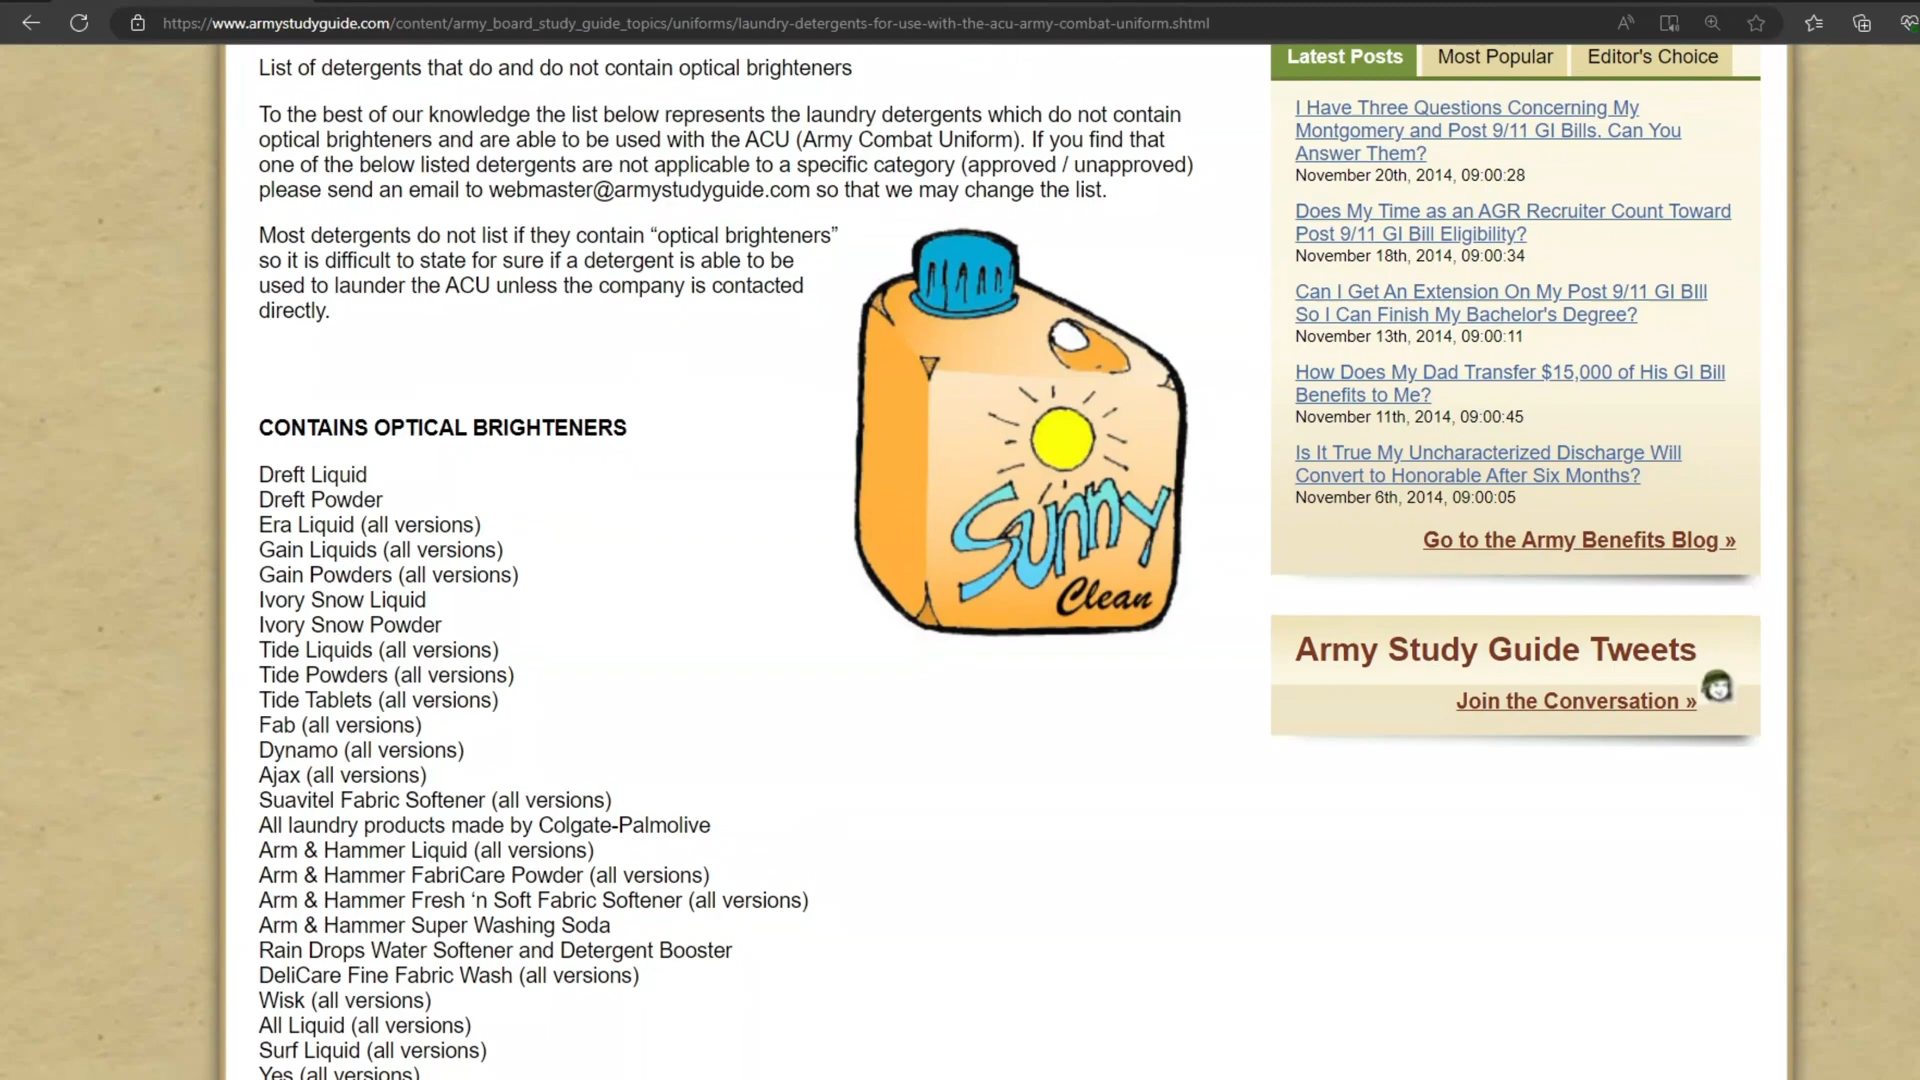 https://www.armystudyguide.com/content/army_board_study_guide_topics/uniforms/laundry-detergents-for-use-with-the-acu-army-combat-uniform.shtml
List of detergents that do and do not contain optical brighteners
To the best of our knowledge the list below represents the laundry detergents which do not contain
optical brighteners and are able to be used with the ACU (Army Combat Uniform). If you find that
one of the below listed detergents are not applicable to a specific category (approved / unapproved)
please send an email to webmaster@armystudyguide.com so that we may change the list.
Most detergents do not list if they contain “optical brighteners”
so it is difficult to state for sure if a detergent is able to be
used to launder the ACU unless the company is contacted
directly.
Sunny
Clean
CONTAINS OPTICAL BRIGHTENERS
Dreft Liquid
Dreft Powder
Era Liquid (all versions)
Gain Liquids (all versions)
Gain Powders (all versions)
Ivory Snow Liquid
Ivory Snow Powder
Tide Liquids (all versions)
Tide Powders (all versions)
Tide Tablets (all versions)
Fab (all versions)
Dynamo (all versions)
Ajax (all versions)
Suavitel Fabric Softener (all versions)
All laundry products made by Colgate-Palmolive
Arm & Hammer Liquid (all versions)
Arm & Hammer FabriCare Powder (all versions)
Arm & Hammer Fresh ‘n Soft Fabric Softener (all versions)
Arm & Hammer Super Washing Soda
Rain Drops Water Softener and Detergent Booster
DeliCare Fine Fabric Wash (all versions)
Wisk (all versions)
All Liquid (all versions)
Surf Liquid (all versions)
Yes (all versions)
Latest Posts
Most Popular
Editor's Choice
I Have Three Questions Concerning My
Montgomery and Post 9/11 GI Bills. Can You
Answer Them?
November 20th, 2014, 09:00:28
Does My Time as an AGR Recruiter Count Toward
Post 9/11 GI Bill Eligibility?
November 18th, 2014, 09:00:34
Can I Get An Extension On My Post 9/11 GI BIll
So I Can Finish My Bachelor's Degree?
November 13th, 2014, 09:00:11
How Does My Dad Transfer $15,000 of His GI Bill
Benefits to Me?
November 11th, 2014, 09:00:45
Is It True My Uncharacterized Discharge Will
Convert to Honorable After Six Months?
November 6th, 2014, 09:00:05
Go to the Army Benefits Blog »
Army Study Guide Tweets
Join the Conversation »